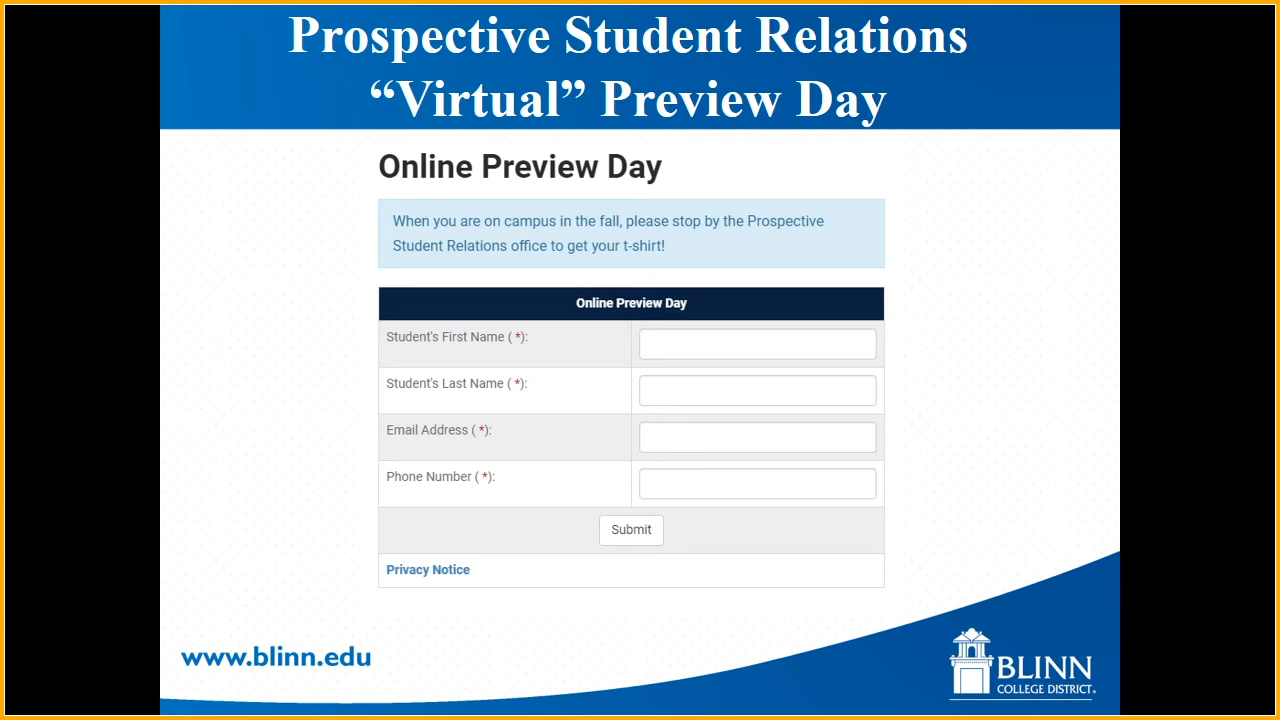 Prospective Student Relations
“Virtual” Preview Day
Online Preview Day
When you are on campus in the fall, please stop by the Prospective
Student Relations office to get your t-shirt!
Online Preview Day
Student's First Name ( *):
Student's Last Name ( *):
Email Address ( *):
Phone Number ( *):
Submit
Privacy Notice
www.blinn.edu
BLINN
COLLEGE DISTRICT.